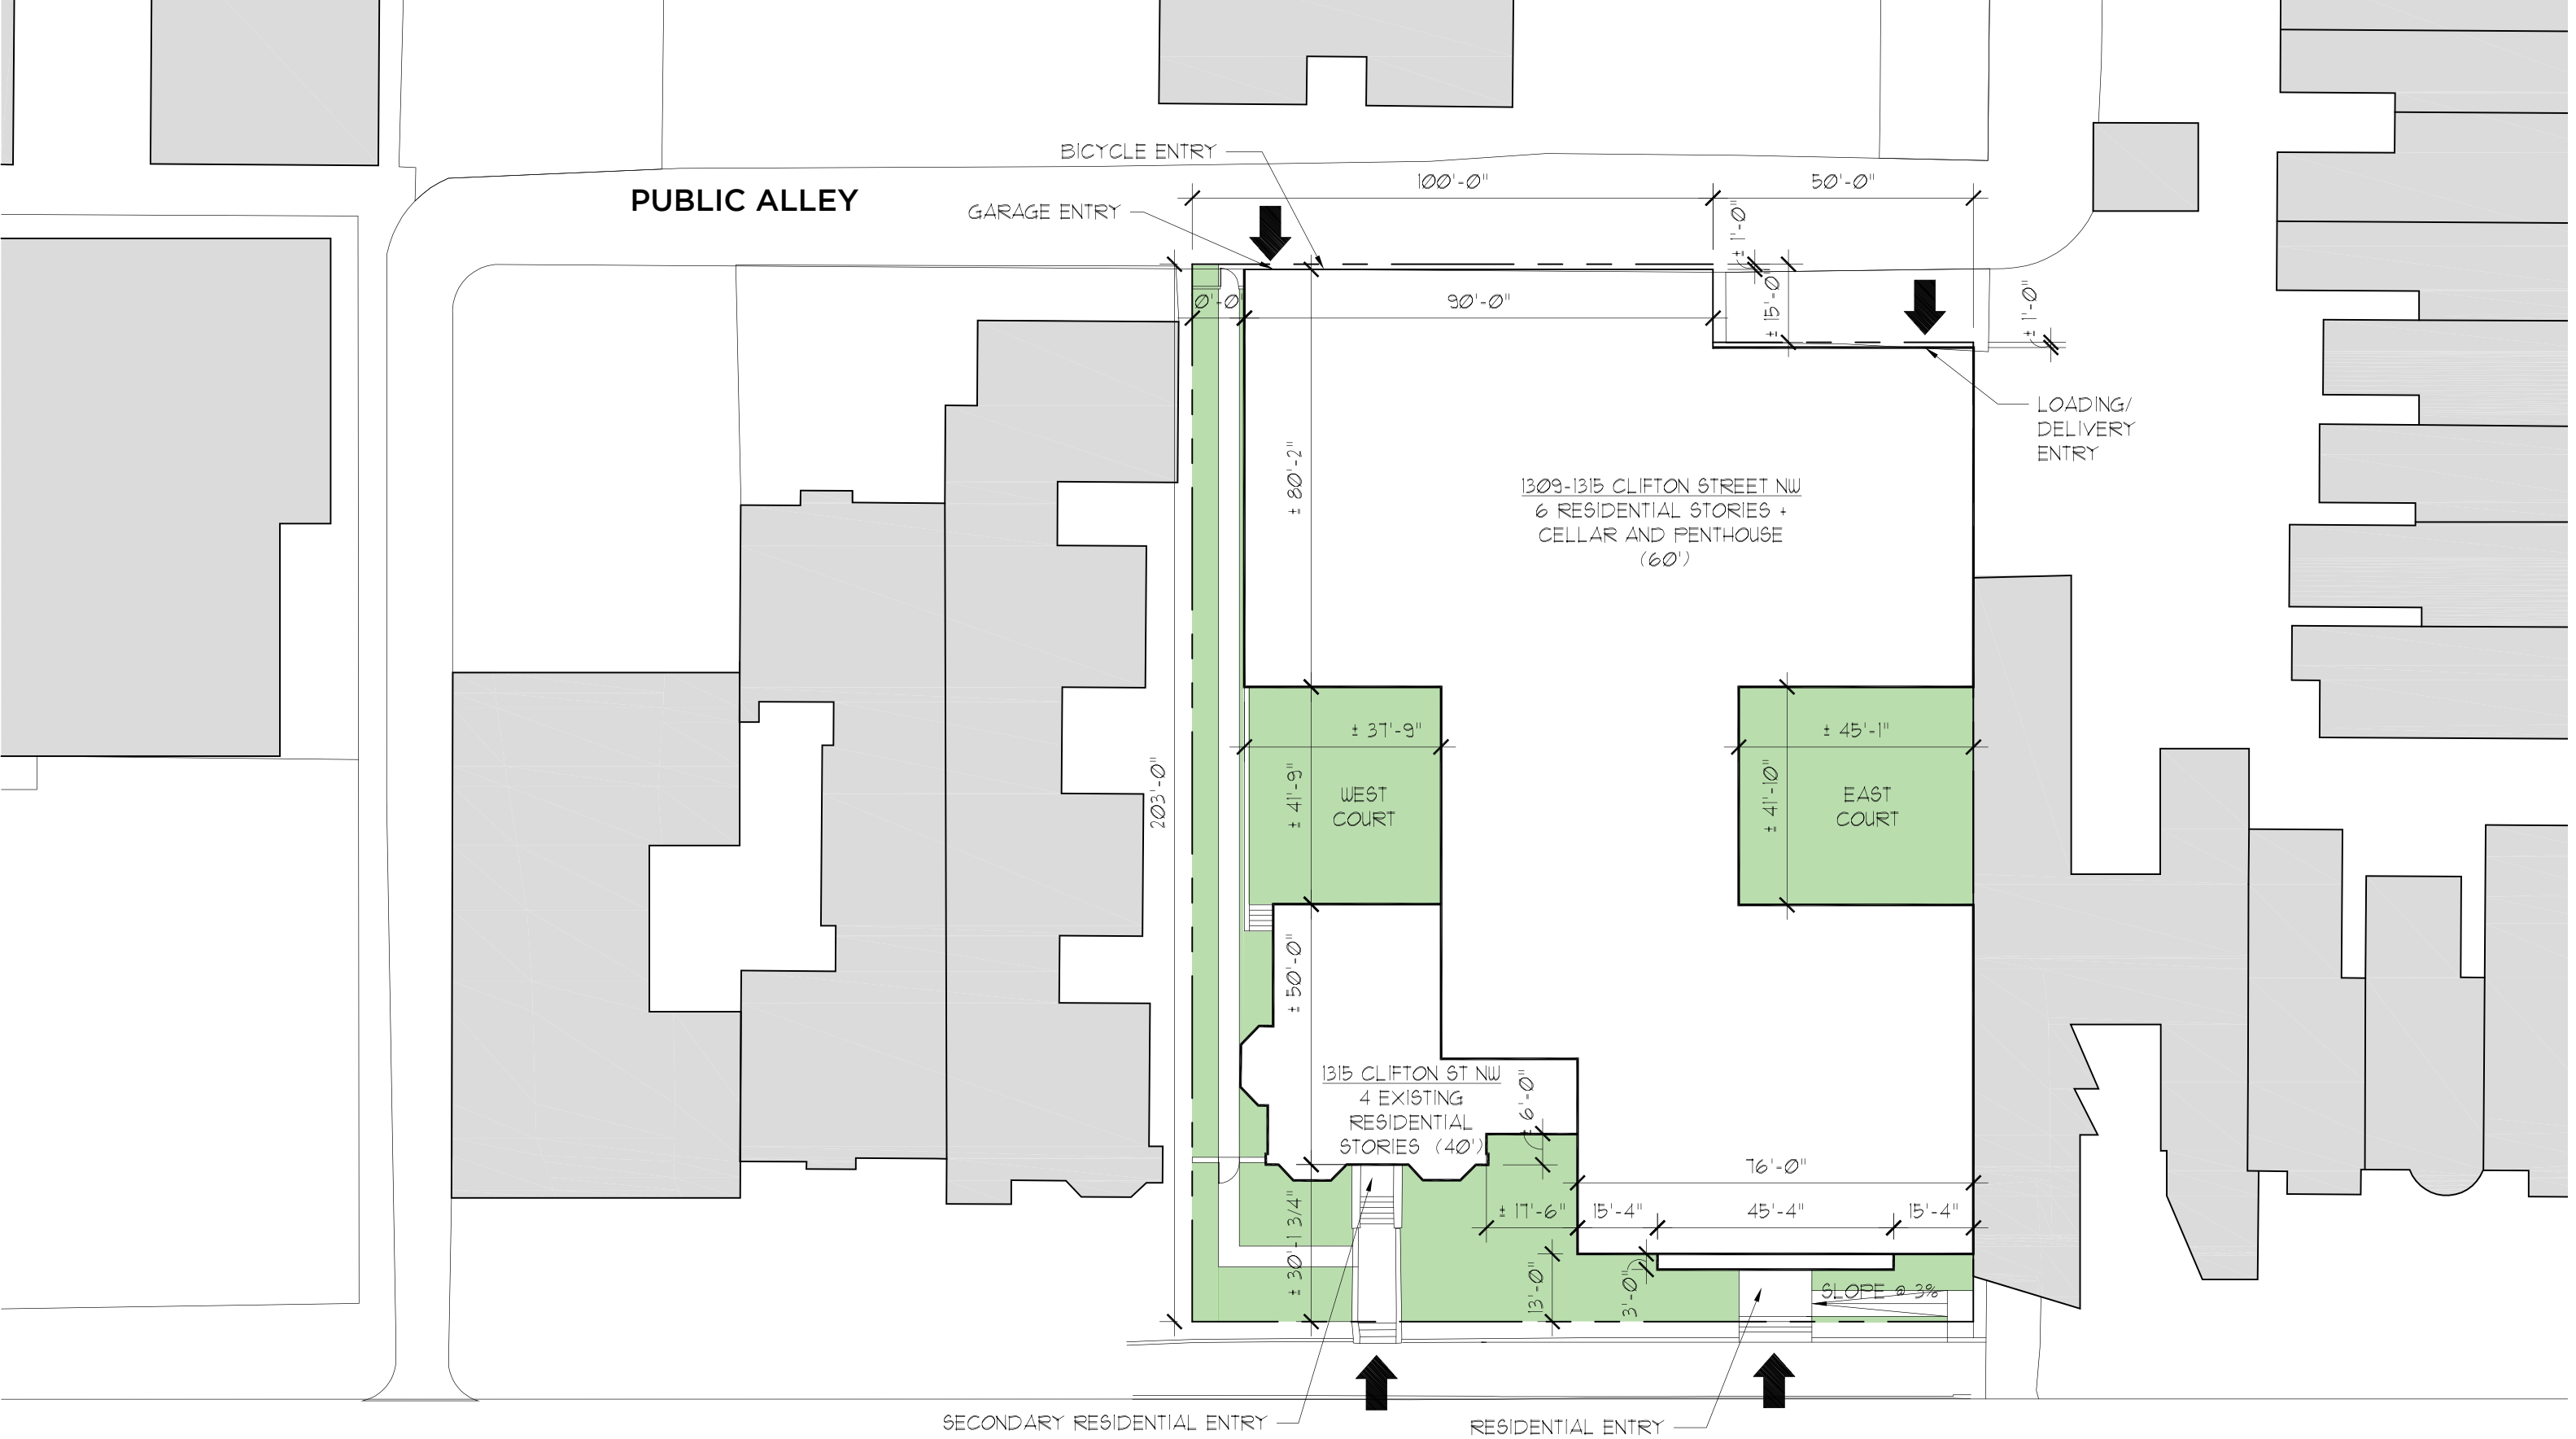 BICYCLE ENTRY
PUBLIC ALLEY
GARAGE ENTRY
100'-0"
50'-0"
± 1'-0"
± 15'-0
± 1'-0"
0'-0
90'-0"
LOADING/
DELIVERY
ENTRY
± 80'-2"
1309-1315 CLIFTON STREET NW
6 RESIDENTIAL STORIES +
CELLAR AND PENTHOUSE
(60')
± 37'-9"
± 45'-1"
203'-0"
± 41'-9"
WEST
COURT
± 41'-10"
EAST
COURT
± 50'-0"
1315 CLIFTON ST NW
4 EXISTING
RESIDENTIAL
STORIES (40')
± 6'-0"
76'-0"
± 17'-6"
15'-4"
45'-4"
15'-4"
± 30'-1 3/4"
13'-0"
3'-0"
SLOPE @ 3%
SECONDARY RESIDENTIAL ENTRY
RESIDENTIAL ENTRY